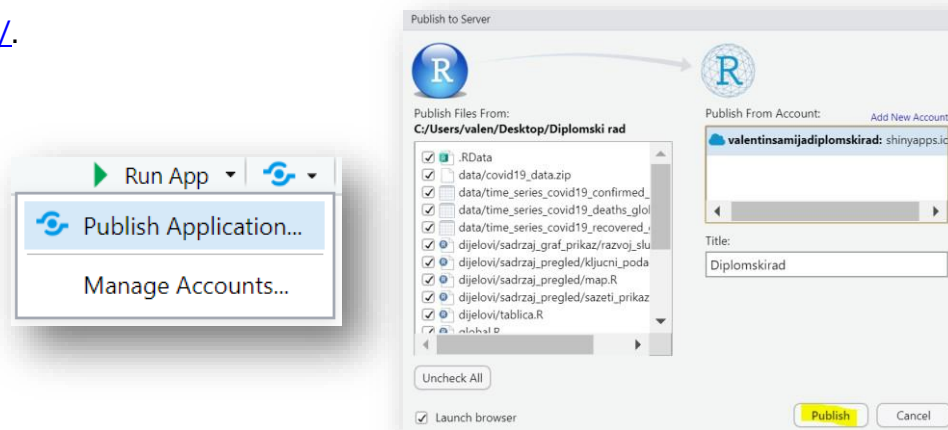 /.
Run App
Publish Application...
Manage Accounts...
Publish to Server
R
R
Publish Files From:
C:/Users/valen/Desktop/Diplomski rad
.RData
data/covid19_data.zip
data/time_series_covid19_confirmed_
data/time_series_covid19_deaths_glo
data/time_series_covid19_recovered_
dijelovi/sadrzaj_graf_prikaz/razvoj_slu
dijelovi/sadrzaj_pregled/kljucni_poda
dijelovi/sadrzaj_pregled/map.R
dijelovi/sadrzaj_pregled/sazeti_prikaz
dijelovi/tablica.R
global.R
Uncheck All
Launch browser
Publish From Account:
Add New Account
valentinsamijadiplomskirad: shinyapps.io
Title:
Diplomskirad
Publish
Cancel